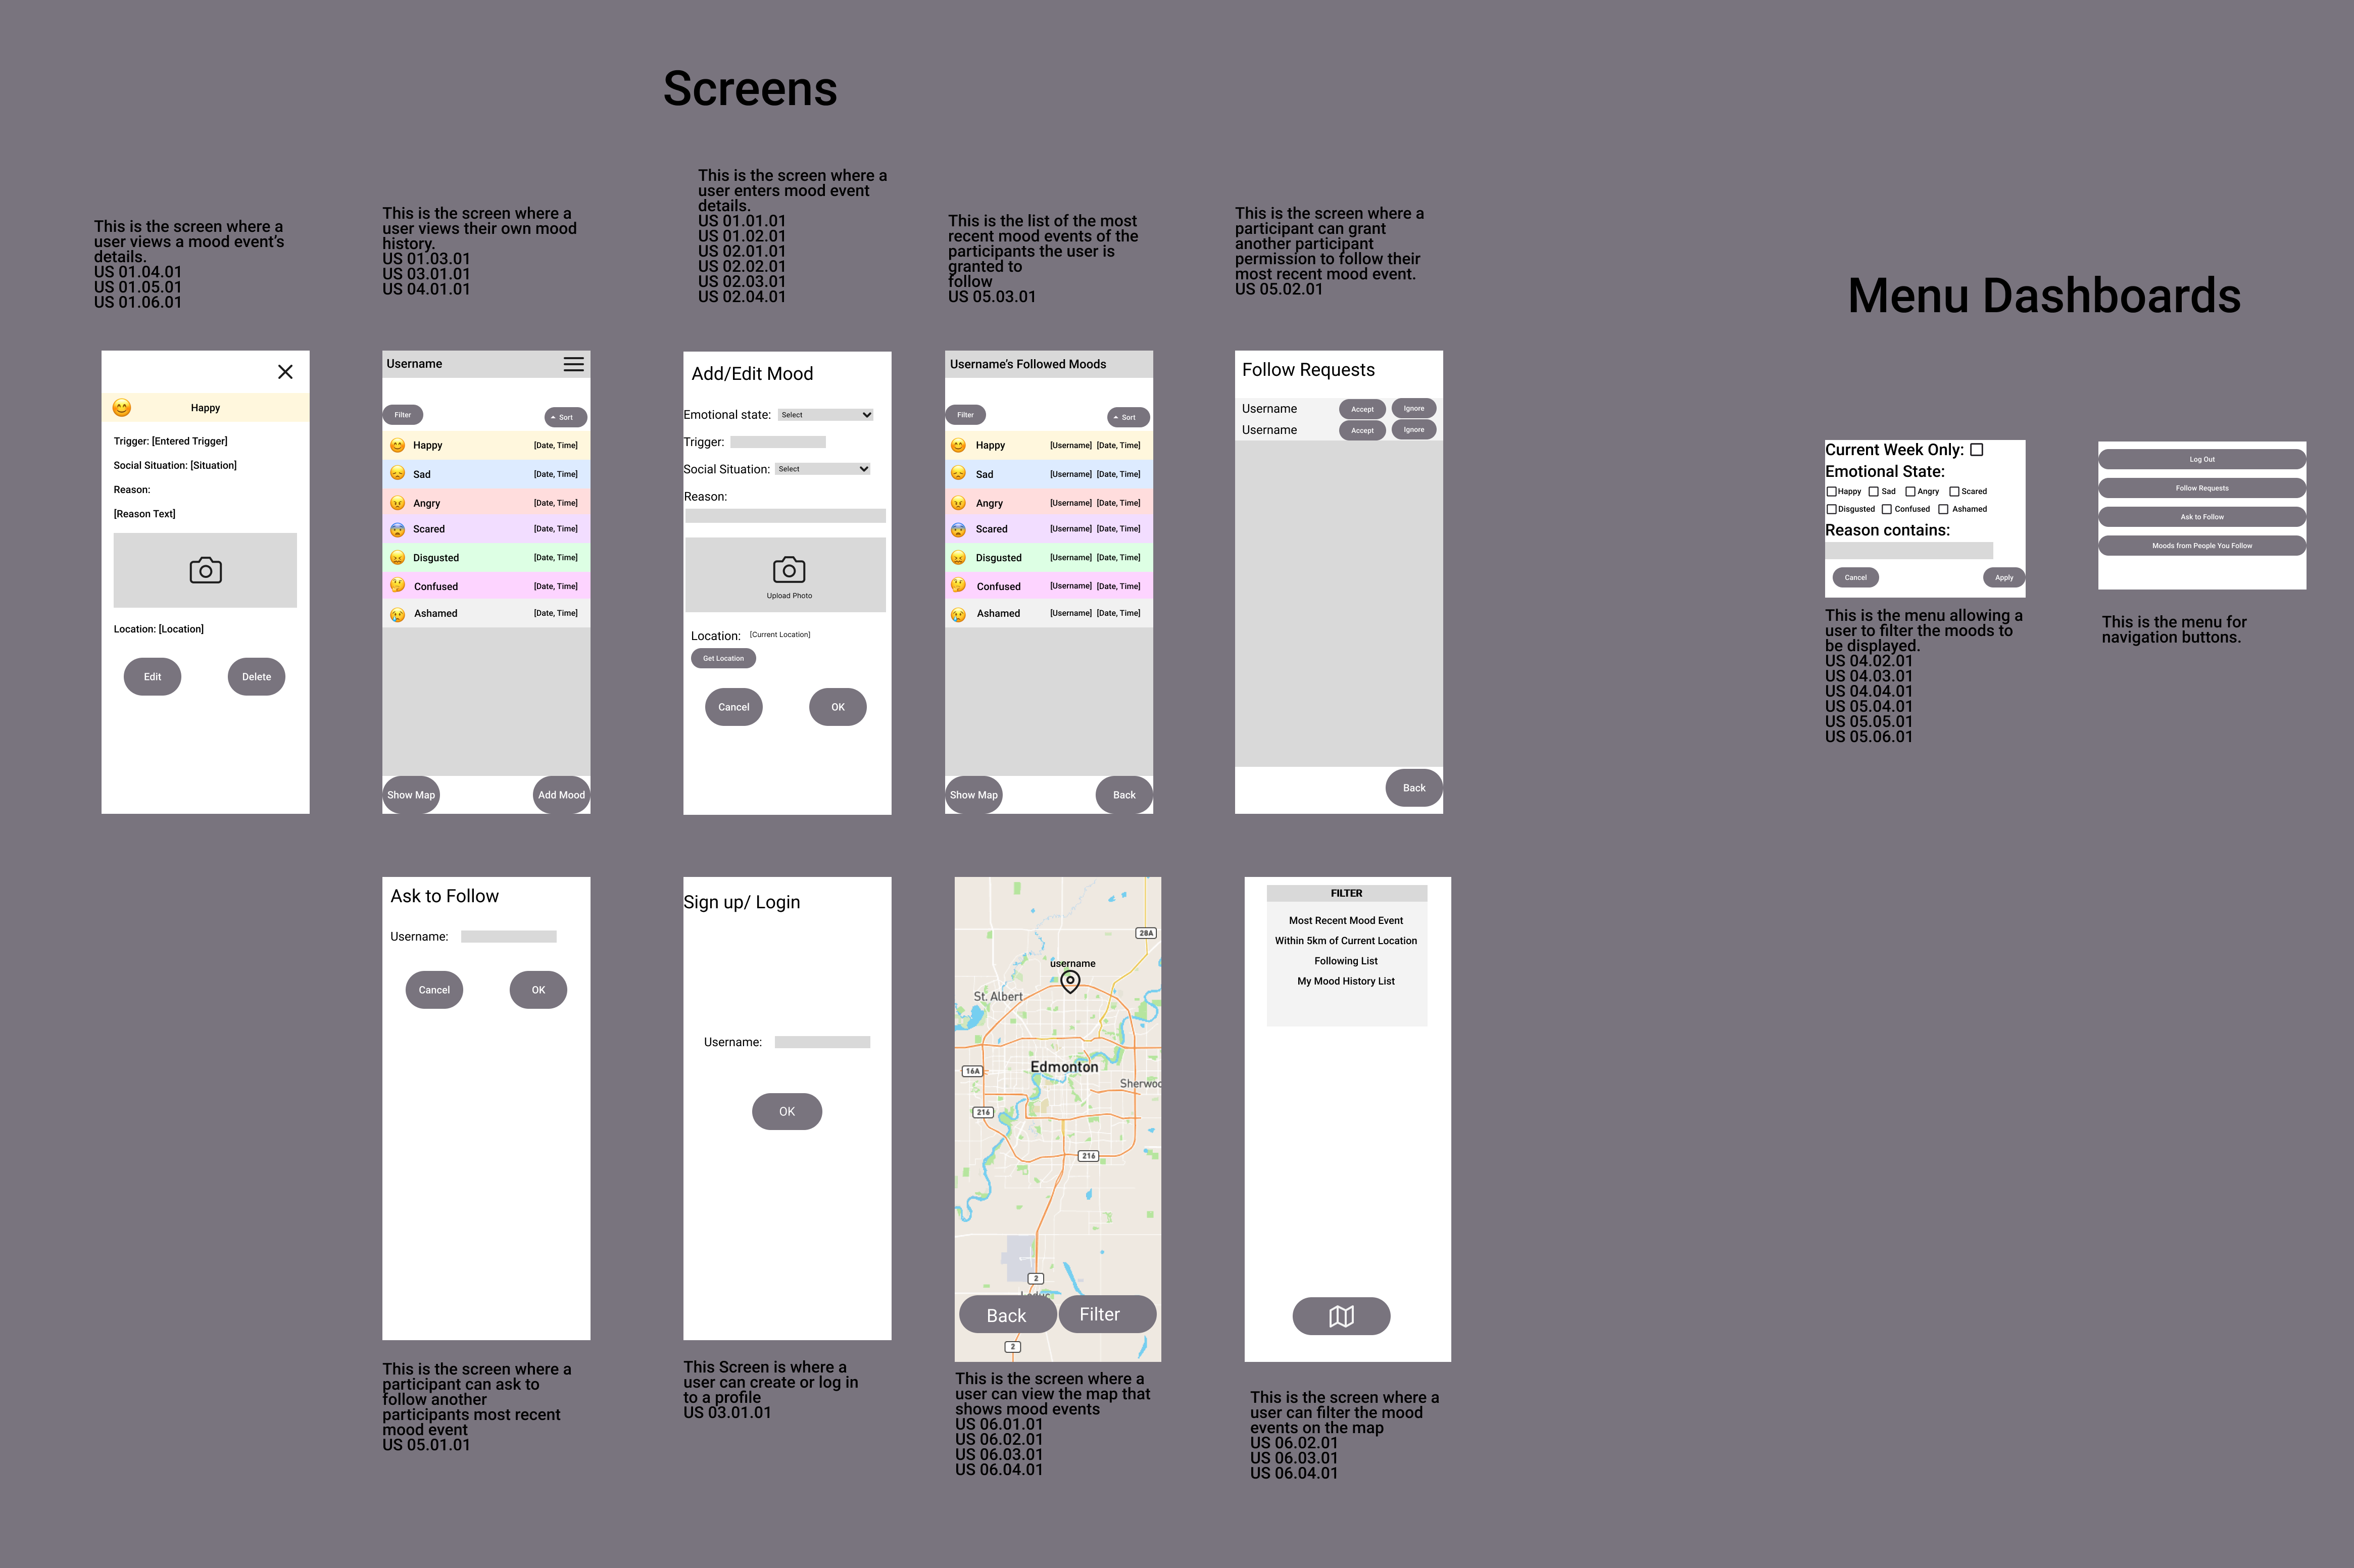 Screens
This is the screen where a
user views a mood event’s
details.
US 01.04.01
US 01.05.01
US 01.06.01
This is the screen where a
user views their own mood
history.
US 01.03.01
US 03.01.01
US 04.01.01
This is the screen where a
user enters mood event
details.
US 01.01.01
US 01.02.01
US 02.01.01
US 02.02.01
US 02.03.01
US 02.04.01
This is the list of the most
recent mood events of the
participants the user is
granted to
follow
US 05.03.01
This is the screen where a
participant can grant
another participant
permission to follow their
most recent mood event.
US 05.02.01
Happy
Trigger: [Entered Trigger]
Social Situation: [Situation]
Reason:
[Reason Text]
Location: [Location]
Edit Delete
Username
Filter Sort
Happy [Date, Time]
Sad [Date, Time]
Angry [Date, Time]
Scared [Date, Time]
Disgusted [Date, Time]
Confused [Date, Time]
Ashamed [Date, Time]
Show Map Add Mood
Add/Edit Mood
Emotional state: Select
Trigger:
Social Situation: Select
Reason:
Upload Photo
Location: [Current Location]
Get Location
Cancel OK
Username’s Followed Moods
Filter Sort
Happy [Username] [Date, Time]
Sad [Username] [Date, Time]
Angry [Username] [Date, Time]
Scared [Username] [Date, Time]
Disgusted [Username] [Date, Time]
Confused [Username] [Date, Time]
Ashamed [Username] [Date, Time]
Show Map Back
Follow Requests
Username Accept Ignore
Username Accept Ignore
Back
Ask to Follow
Username:
Cancel OK
This is the screen where a
participant can ask to
follow another
participants most recent
mood event
US 05.01.01
Sign up/ Login
Username:
OK
This Screen is where a
user can create or log in
to a profile
US 03.01.01
28A
username
St. Albert
Edmonton
16A
Sherwoo
216
216
2
Back Filter
2
This is the screen where a
user can view the map that
shows mood events
US 06.01.01
US 06.02.01
US 06.03.01
US 06.04.01
FILTER
Most Recent Mood Event
Within 5km of Current Location
Following List
My Mood History List
This is the screen where a
user can filter the mood
events on the map
US 06.02.01
US 06.03.01
US 06.04.01
Menu Dashboards
Current Week Only:
Emotional State:
Happy Sad Angry Scared
Disgusted Confused Ashamed
Reason contains:
Cancel Apply
This is the menu allowing a
user to filter the moods to
be displayed.
US 04.02.01
US 04.03.01
US 04.04.01
US 05.04.01
US 05.05.01
US 05.06.01
Log Out
Follow Requests
Ask to Follow
Moods from People You Follow
This is the menu for
navigation buttons.